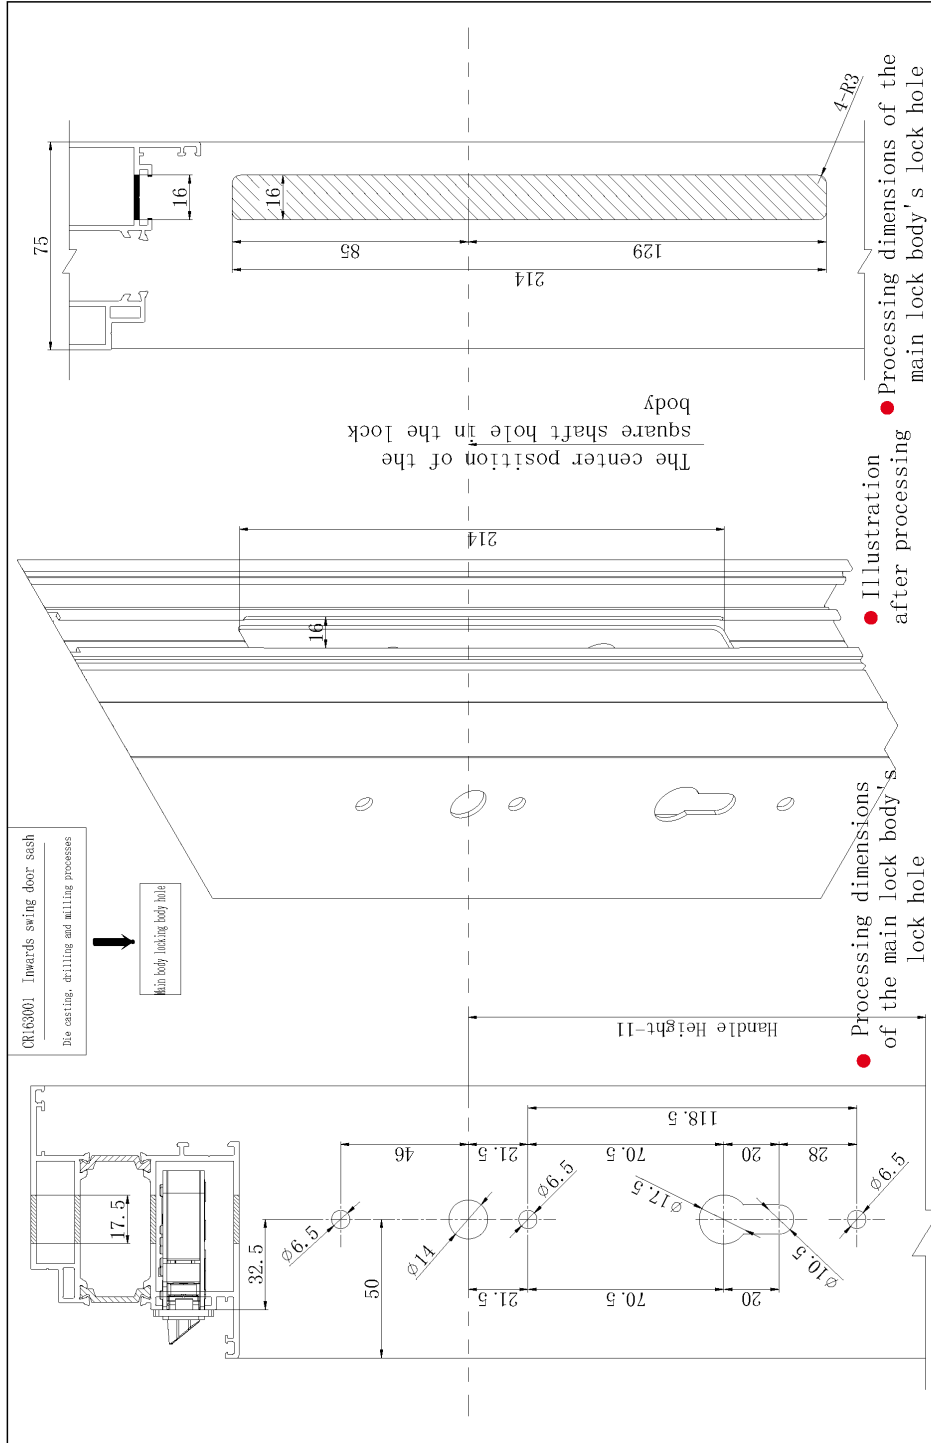 4-R3
Processing dimensions of the
main lock body's lock hole
75
16
16
85
129
214
The center position of the
square shaft hole in the lock
body
Illustration
after processing
214
16
CR163001 Inwards swing door sash
Die casting, drilling and milling processes
Main body locking body hole
Processing dimensions
of the main lock body's
lock hole
Handle Height-11
118.5
46
21.5
70.5
20
28
17.5
32.5
50
ø6.5
ø14
ø6.5
ø17.5
ø10.5
ø6.5
21.5
70.5
20